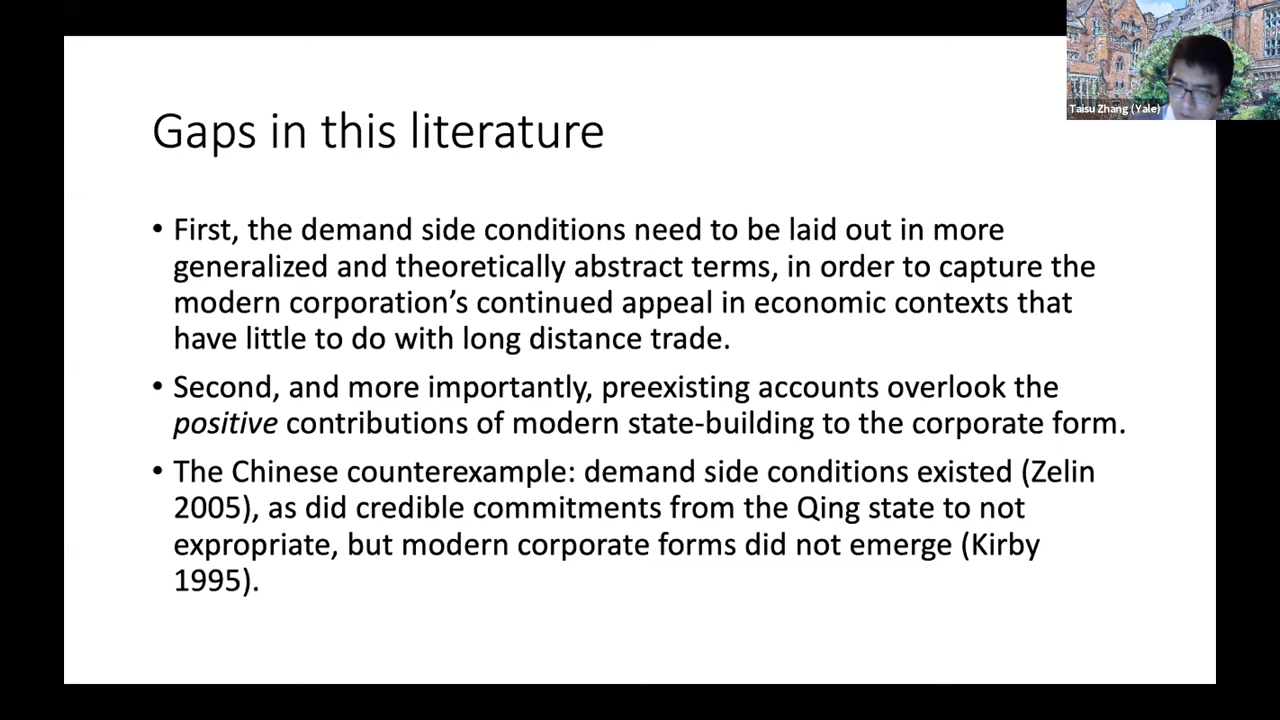 Taisu Zhang (Yale)
Gaps in this literature
• First, the demand side conditions need to be laid out in more
generalized and theoretically abstract terms, in order to capture the
modern corporation's continued appeal in economic contexts that
have little to do with long distance trade.
• Second, and more importantly, preexisting accounts overlook the
positive contributions of modern state-building to the corporate form.
• The Chinese counterexample: demand side conditions existed (Zelin
2005), as did credible commitments from the Qing state to not
expropriate, but modern corporate forms did not emerge (Kirby
1995).